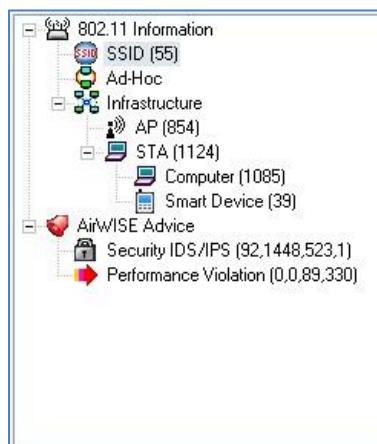 802.11 Information
SSID SSID (55)
Ad-Hoc
Infrastructure
AP (854)
STA (1124)
Computer (1085)
Smart Device (39)
AirWISE Advice
Security IDS/IPS (92,1448,523,1)
Performance Violation (0,0,89,330)